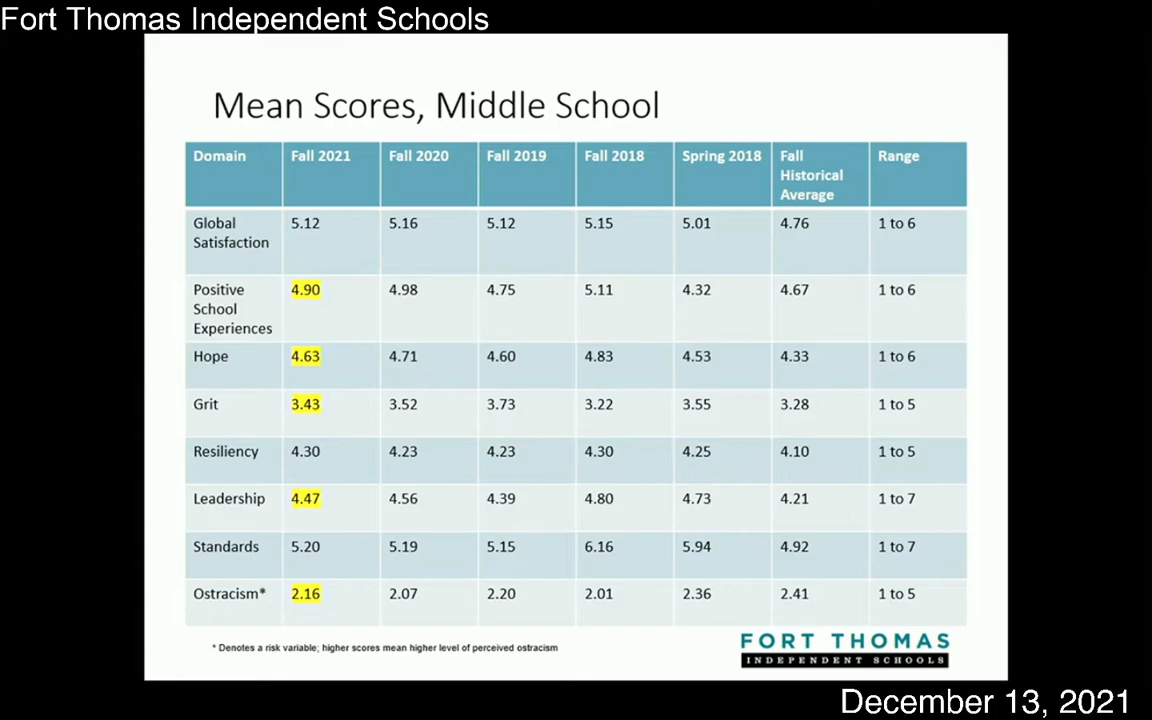 Fort Thomas Independent Schools
Mean Scores, Middle School
Domain Fall 2021 Fall 2020 Fall 2019 Fall 2018 Spring 2018 Fall Historical Average Range
Global Satisfaction 5.12 5.16 5.12 5.15 5.01 4.76 1 to 6
Positive School Experiences 4.90 4.98 4.75 5.11 4.32 4.67 1 to 6
Hope 4.63 4.71 4.60 4.83 4.53 4.33 1 to 6
Grit 3.43 3.52 3.73 3.22 3.55 3.28 1 to 5
Resiliency 4.30 4.23 4.23 4.30 4.25 4.10 1 to 5
Leadership 4.47 4.56 4.39 4.80 4.73 4.21 1 to 7
Standards 5.20 5.19 5.15 6.16 5.94 4.92 1 to 7
Ostracism* 2.16 2.07 2.20 2.01 2.36 2.41 1 to 5
* Denotes a risk variable; higher scores mean higher level of perceived ostracism
FORT THOMAS
INDEPENDENT SCHOOLS
December 13, 2021